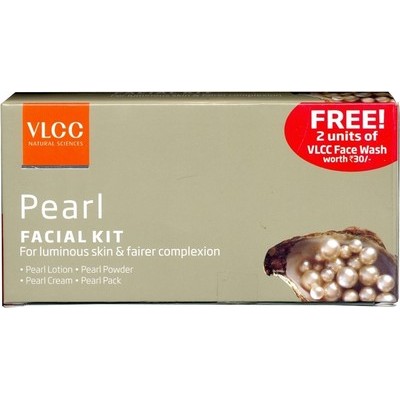 VLCC
NATURAL SCIENCES
FREE!
2 units of
VLCC Face Wash
worth ₹30/-
Pearl
FACIAL KIT
For luminous skin & fairer complexion
• Pearl Lotion • Pearl Powder
• Pearl Cream • Pearl Pack